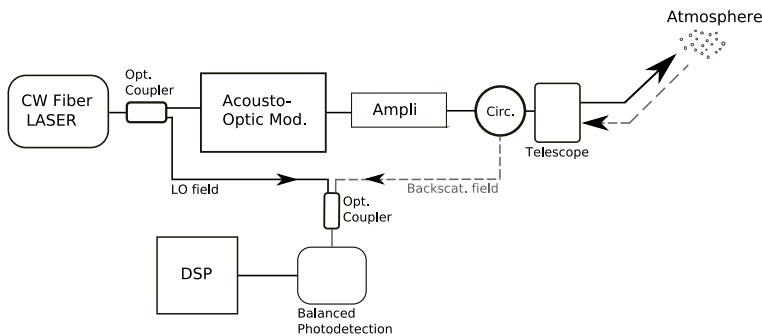 Atmosphere
Opt.
Coupler
CW Fiber
LASER
Acousto-
Optic Mod.
Ampli
Circ.
Telescope
LO field
Backscat. field
Opt.
Coupler
DSP
Balanced
Photodetection